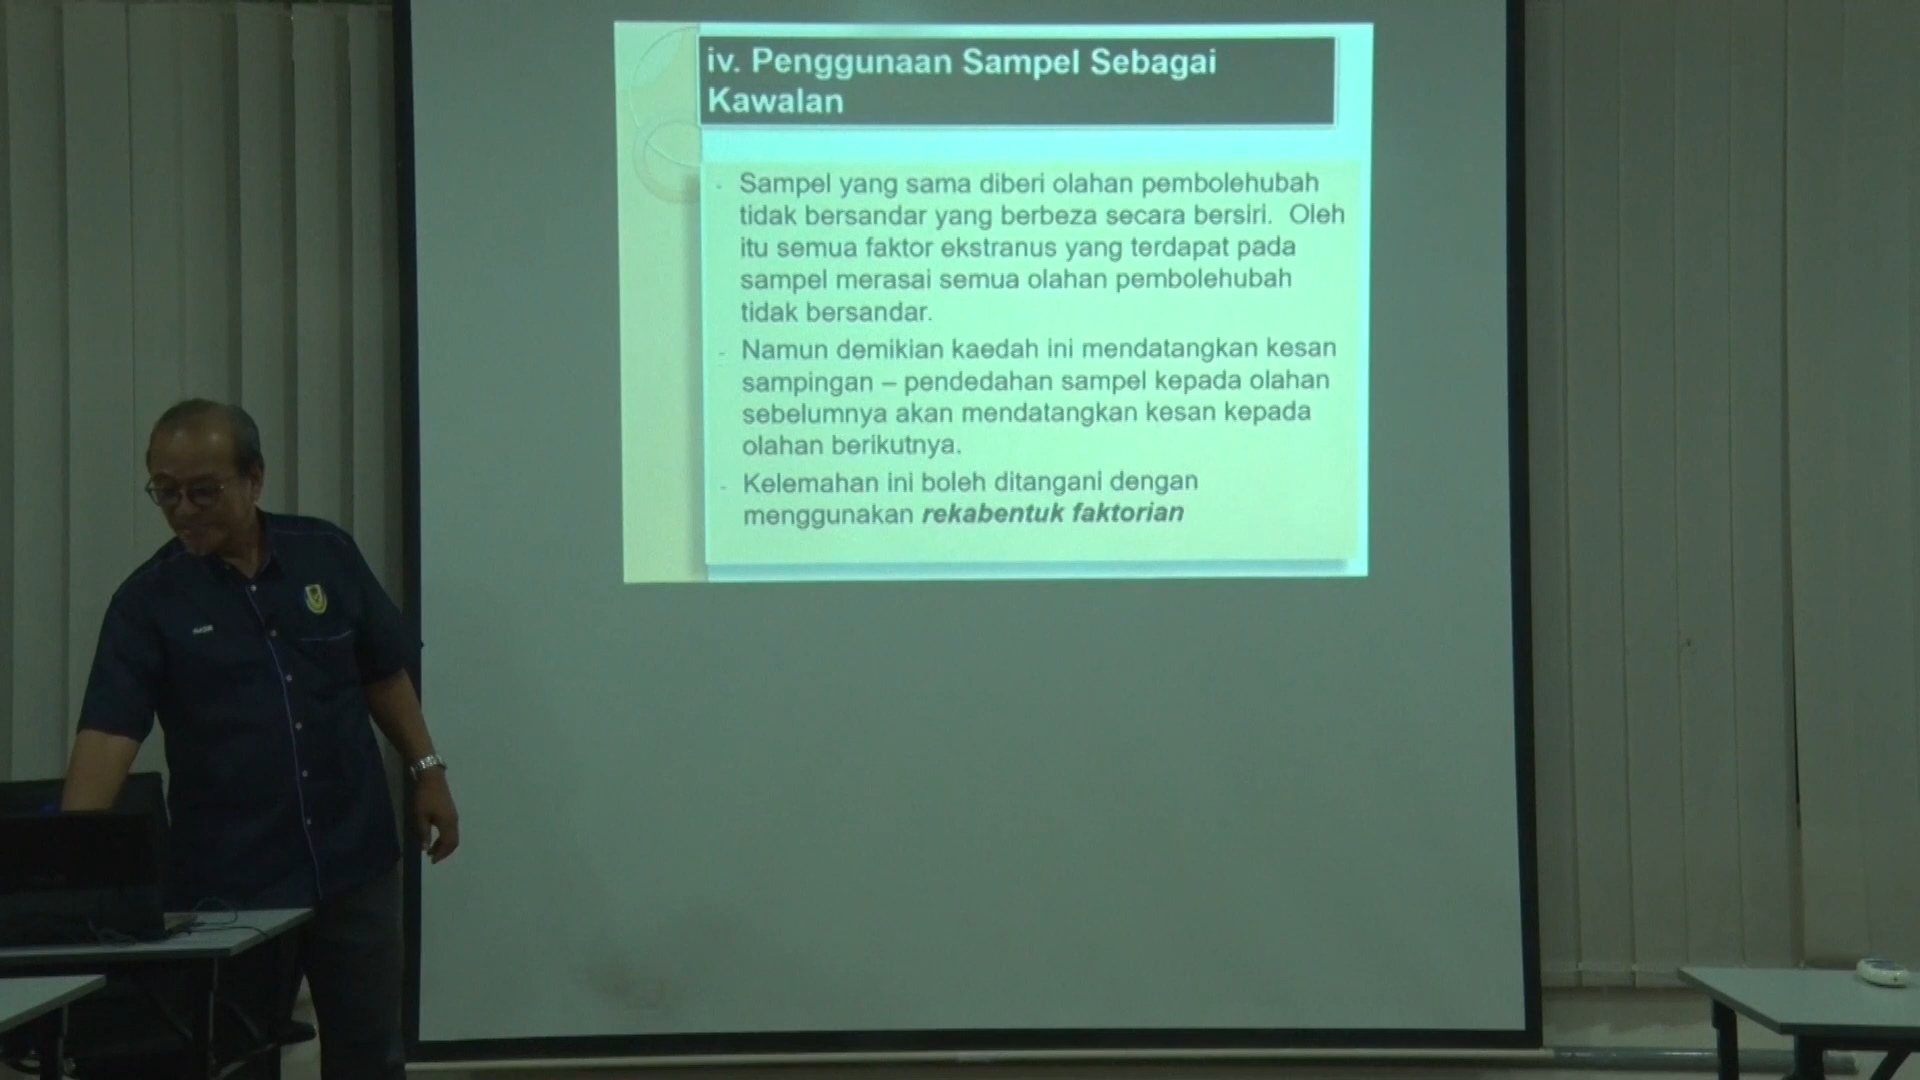 iv. Penggunaan Sampel Sebagai
Kawalan
- Sampel yang sama diberi olahan pembolehubah
tidak bersandar yang berbeza secara bersiri. Oleh
itu semua faktor ekstranus yang terdapat pada
sampel merasai semua olahan pembolehubah
tidak bersandar.
- Namun demikian kaedah ini mendatangkan kesan
sampingan – pendedahan sampel kepada olahan
sebelumnya akan mendatangkan kesan kepada
olahan berikutnya.
- Kelemahan ini boleh ditangani dengan
menggunakan rekabentuk faktorian